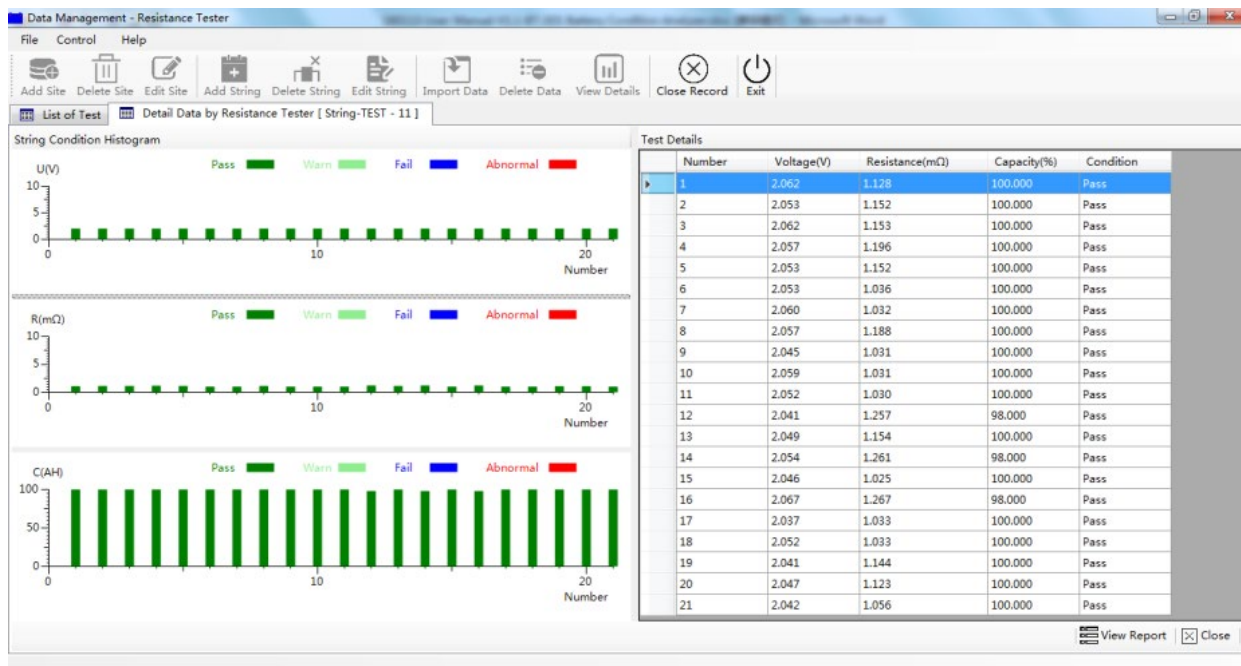 Data Management - Resistance Tester
File Control Help
Add Site Delete Site Edit Site Add String Delete String Edit String Import Data Delete Data View Details Close Record Exit
List of Test Detail Data by Resistance Tester [ String-TEST - 11 ]
String Condition Histogram
U(V) Pass Warn Fail Abnormal
10
5
0
0 10 20
Number
R(mΩ) Pass Warn Fail Abnormal
10
5
0
0 10 20
Number
C(AH) Pass Warn Fail Abnormal
100
50
0
0 10 20
Number
Test Details
Number Voltage(V) Resistance(mΩ) Capacity(%) Condition
1 2.062 1.128 100.000 Pass
2 2.053 1.152 100.000 Pass
3 2.062 1.153 100.000 Pass
4 2.057 1.196 100.000 Pass
5 2.053 1.152 100.000 Pass
6 2.053 1.036 100.000 Pass
7 2.060 1.032 100.000 Pass
8 2.057 1.188 100.000 Pass
9 2.045 1.031 100.000 Pass
10 2.059 1.031 100.000 Pass
11 2.052 1.030 100.000 Pass
12 2.041 1.257 98.000 Pass
13 2.049 1.154 100.000 Pass
14 2.054 1.261 98.000 Pass
15 2.046 1.025 100.000 Pass
16 2.067 1.267 98.000 Pass
17 2.037 1.033 100.000 Pass
18 2.052 1.033 100.000 Pass
19 2.041 1.144 100.000 Pass
20 2.047 1.123 100.000 Pass
21 2.042 1.056 100.000 Pass
View Report Close